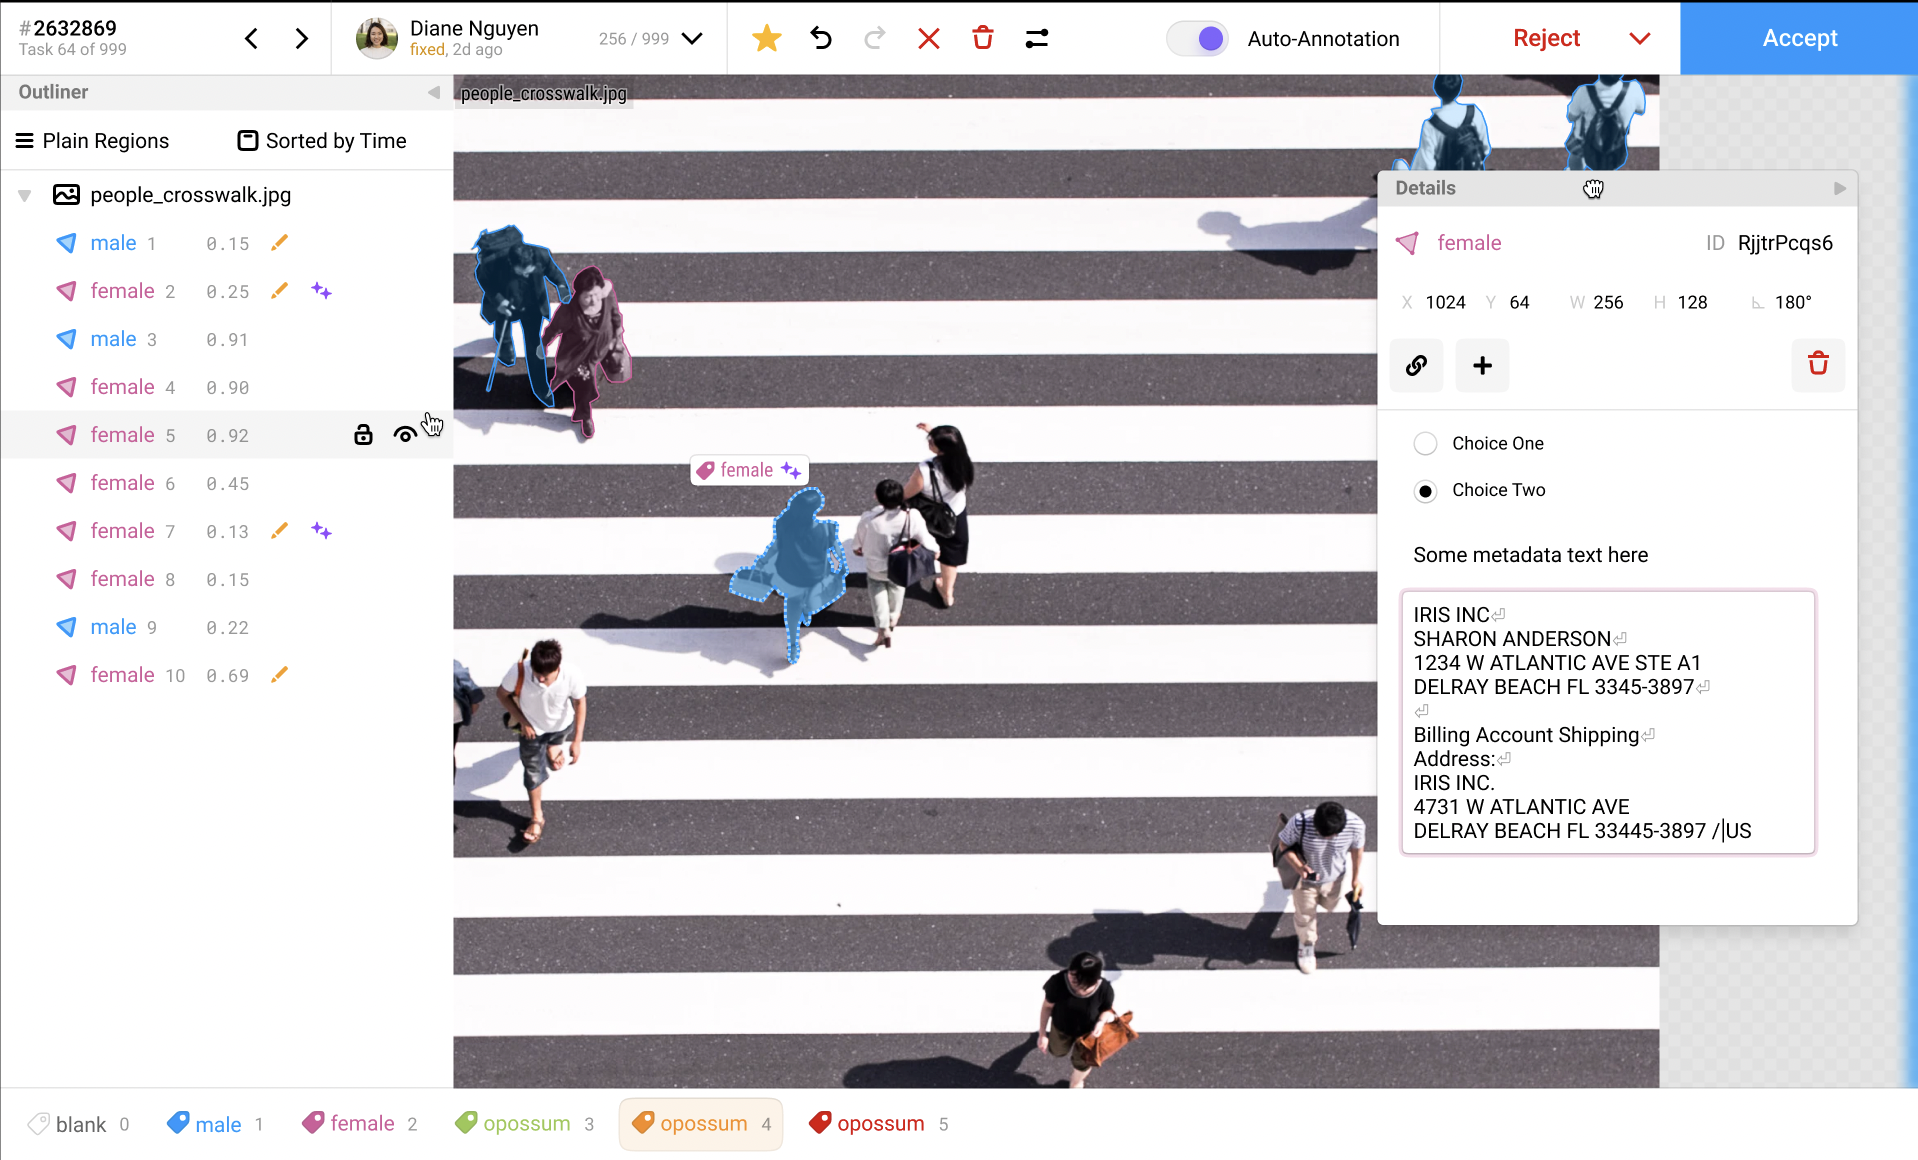 #2632869
Task 64 of 999
Diane Nguyen
fixed, 2d ago
256 / 999
Auto-Annotation
Reject
Accept
Outliner
Plain Regions
Sorted by Time
people_crosswalk.jpg
male 1 0.15
female 2 0.25
male 3 0.91
female 4 0.90
female 5 0.92
female 6 0.45
female 7 0.13
female 8 0.15
male 9 0.22
female 10 0.69
people_crosswalk.jpg
female
Details
female ID RjjtrPcqs6
X 1024 Y 64 W 256 H 128 180°
Choice One
Choice Two
Some metadata text here
IRIS INC
SHARON ANDERSON
1234 W ATLANTIC AVE STE A1
DELRAY BEACH FL 3345-3897
Billing Account Shipping
Address:
IRIS INC.
4731 W ATLANTIC AVE
DELRAY BEACH FL 33445-3897 / US
blank 0
male 1
female 2
opossum 3
opossum 4
opossum 5